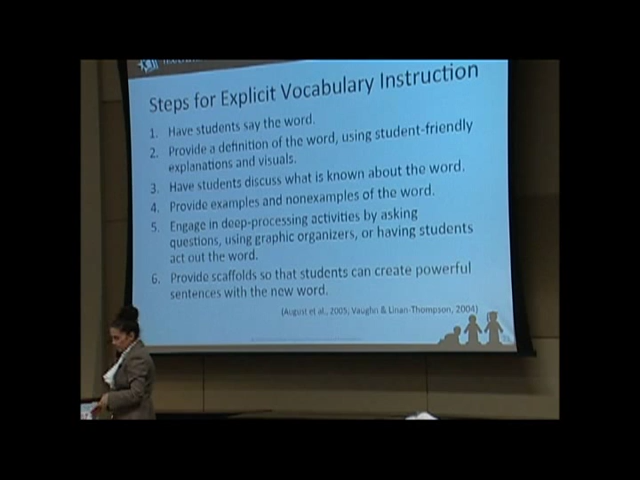 Steps for Explicit Vocabulary Instruction
1. Have students say the word.
2. Provide a definition of the word, using student-friendly
explanations and visuals.
3. Have students discuss what is known about the word.
4. Provide examples and nonexamples of the word.
5. Engage in deep-processing activities by asking
questions, using graphic organizers, or having students
act out the word.
6. Provide scaffolds so that students can create powerful
sentences with the new word.
(August et al., 2005, Vaughn & Linan-Thompson, 2004)